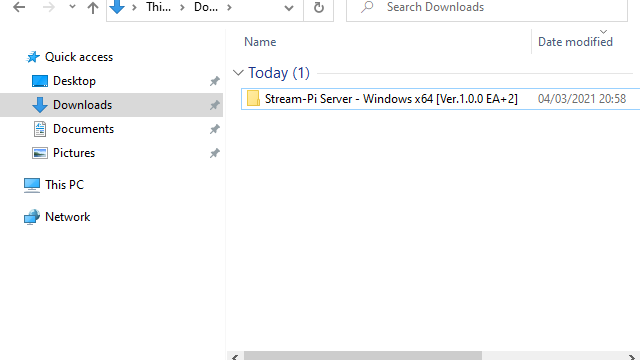 Thi...
Do...
Search Downloads
Quick access
Desktop
Downloads
Documents
Pictures
This PC
Network
Name
Date modified
Today (1)
Stream-Pi Server - Windows x64 [Ver.1.0.0 EA+2]
04/03/2021 20:58